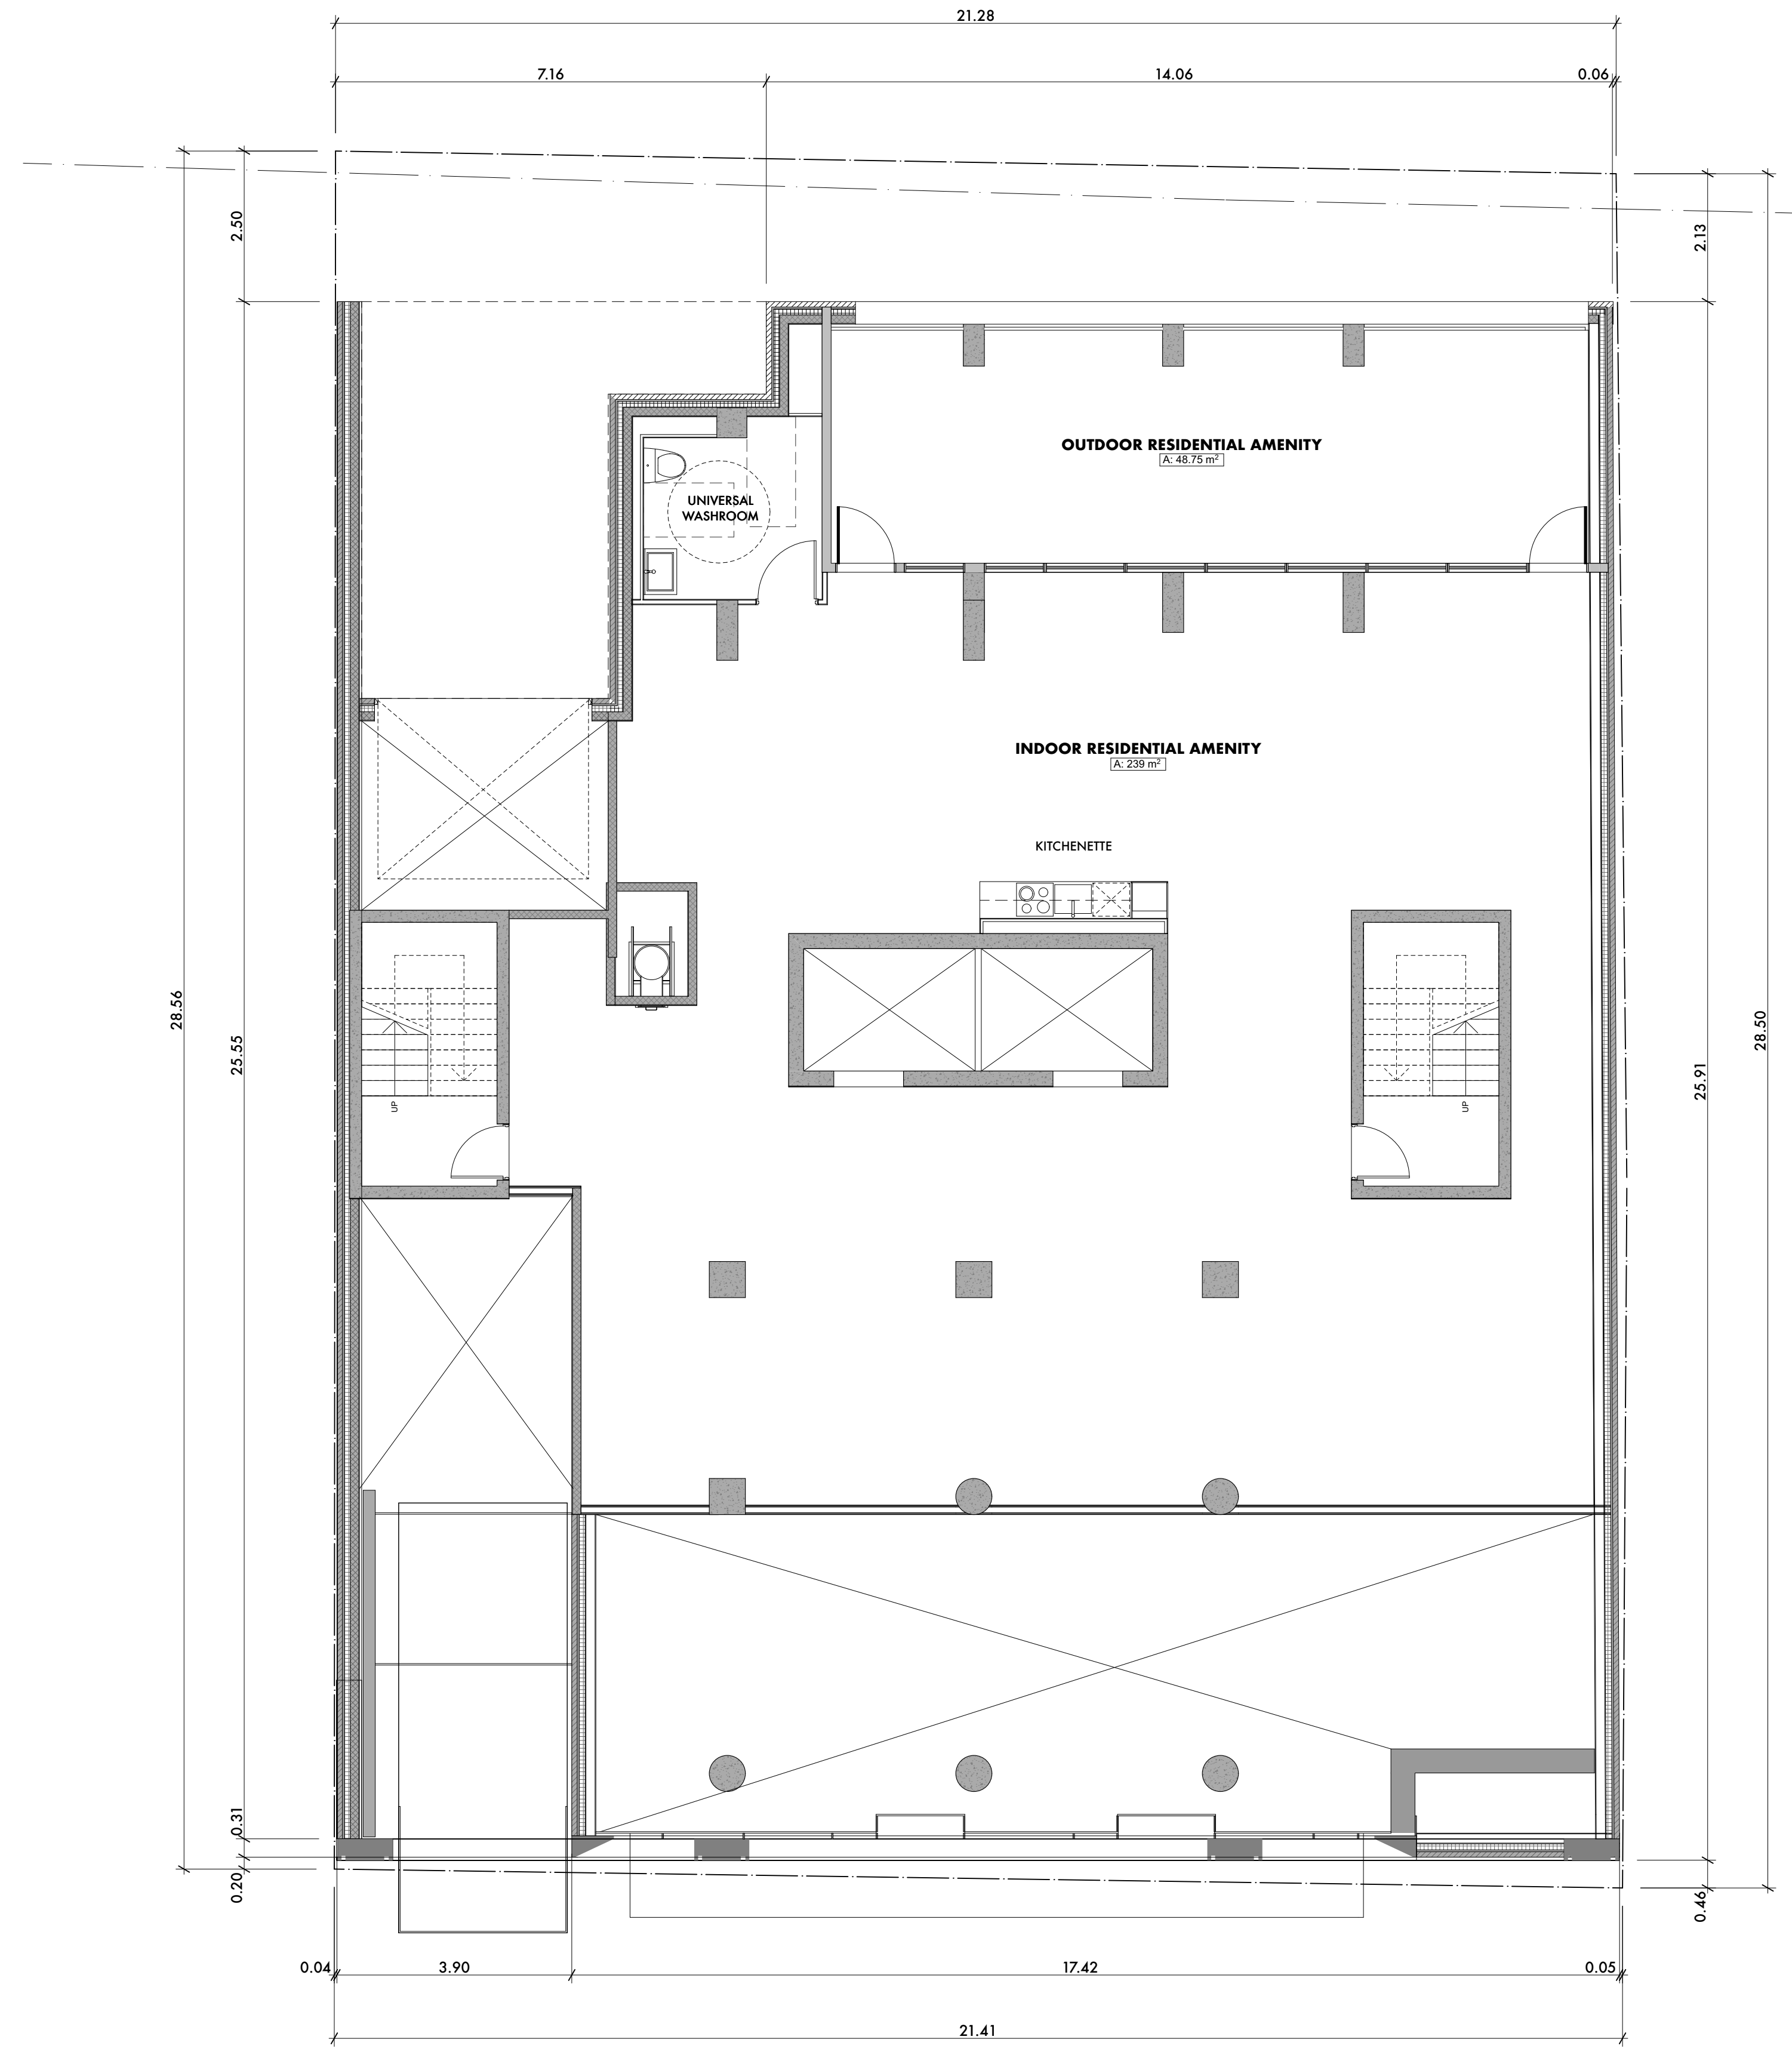 21.28
7.16
14.06
0.06
2.50
2.13
OUTDOOR RESIDENTIAL AMENITY
A: 48.75 m²
UNIVERSAL
WASHROOM
INDOOR RESIDENTIAL AMENITY
A: 239 m²
KITCHENETTE
28.56
25.55
28.50
25.91
UP
UP
0.31
0.20
0.46
0.04
3.90
17.42
0.05
21.41